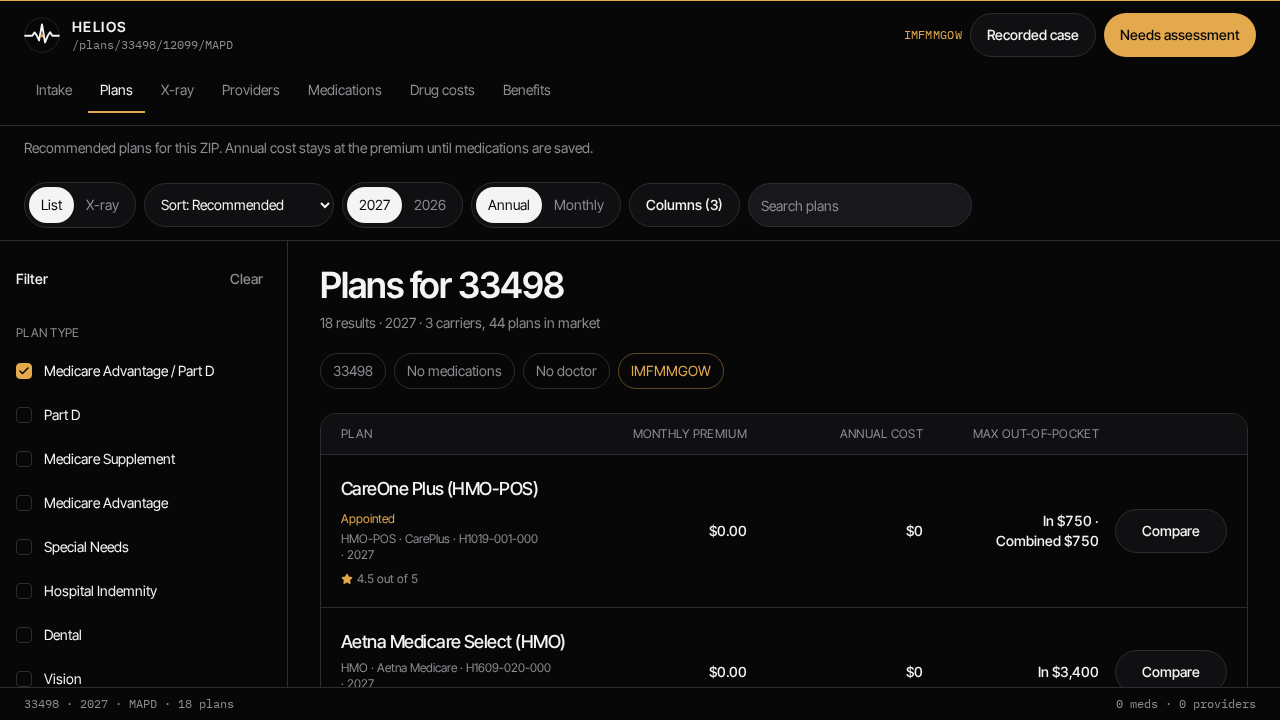 HELIOS
/plans/33498/12099/MAPD
IMFMMGOW
Recorded case
Needs assessment
Intake
Plans
X-ray
Providers
Medications
Drug costs
Benefits
Recommended plans for this ZIP. Annual cost stays at the premium until medications are saved.
List
X-ray
Sort: Recommended
2027
2026
Annual
Monthly
Columns (3)
Search plans
Filter
Clear
PLAN TYPE
Medicare Advantage / Part D
Part D
Medicare Supplement
Medicare Advantage
Special Needs
Hospital Indemnity
Dental
Vision
Plans for 33498
18 results · 2027 · 3 carriers, 44 plans in market
33498
No medications
No doctor
IMFMMGOW
PLAN
MONTHLY PREMIUM
ANNUAL COST
MAX OUT-OF-POCKET
CareOne Plus (HMO-POS)
Appointed
HMO-POS · CarePlus · H1019-001-000
· 2027
4.5 out of 5
$0.00
$0
In $750 ·
Combined $750
Compare
Aetna Medicare Select (HMO)
HMO · Aetna Medicare · H1609-020-000
· 2027
$0.00
$0
In $3,400
Compare
33498 · 2027 · MAPD · 18 plans
0 meds · 0 providers